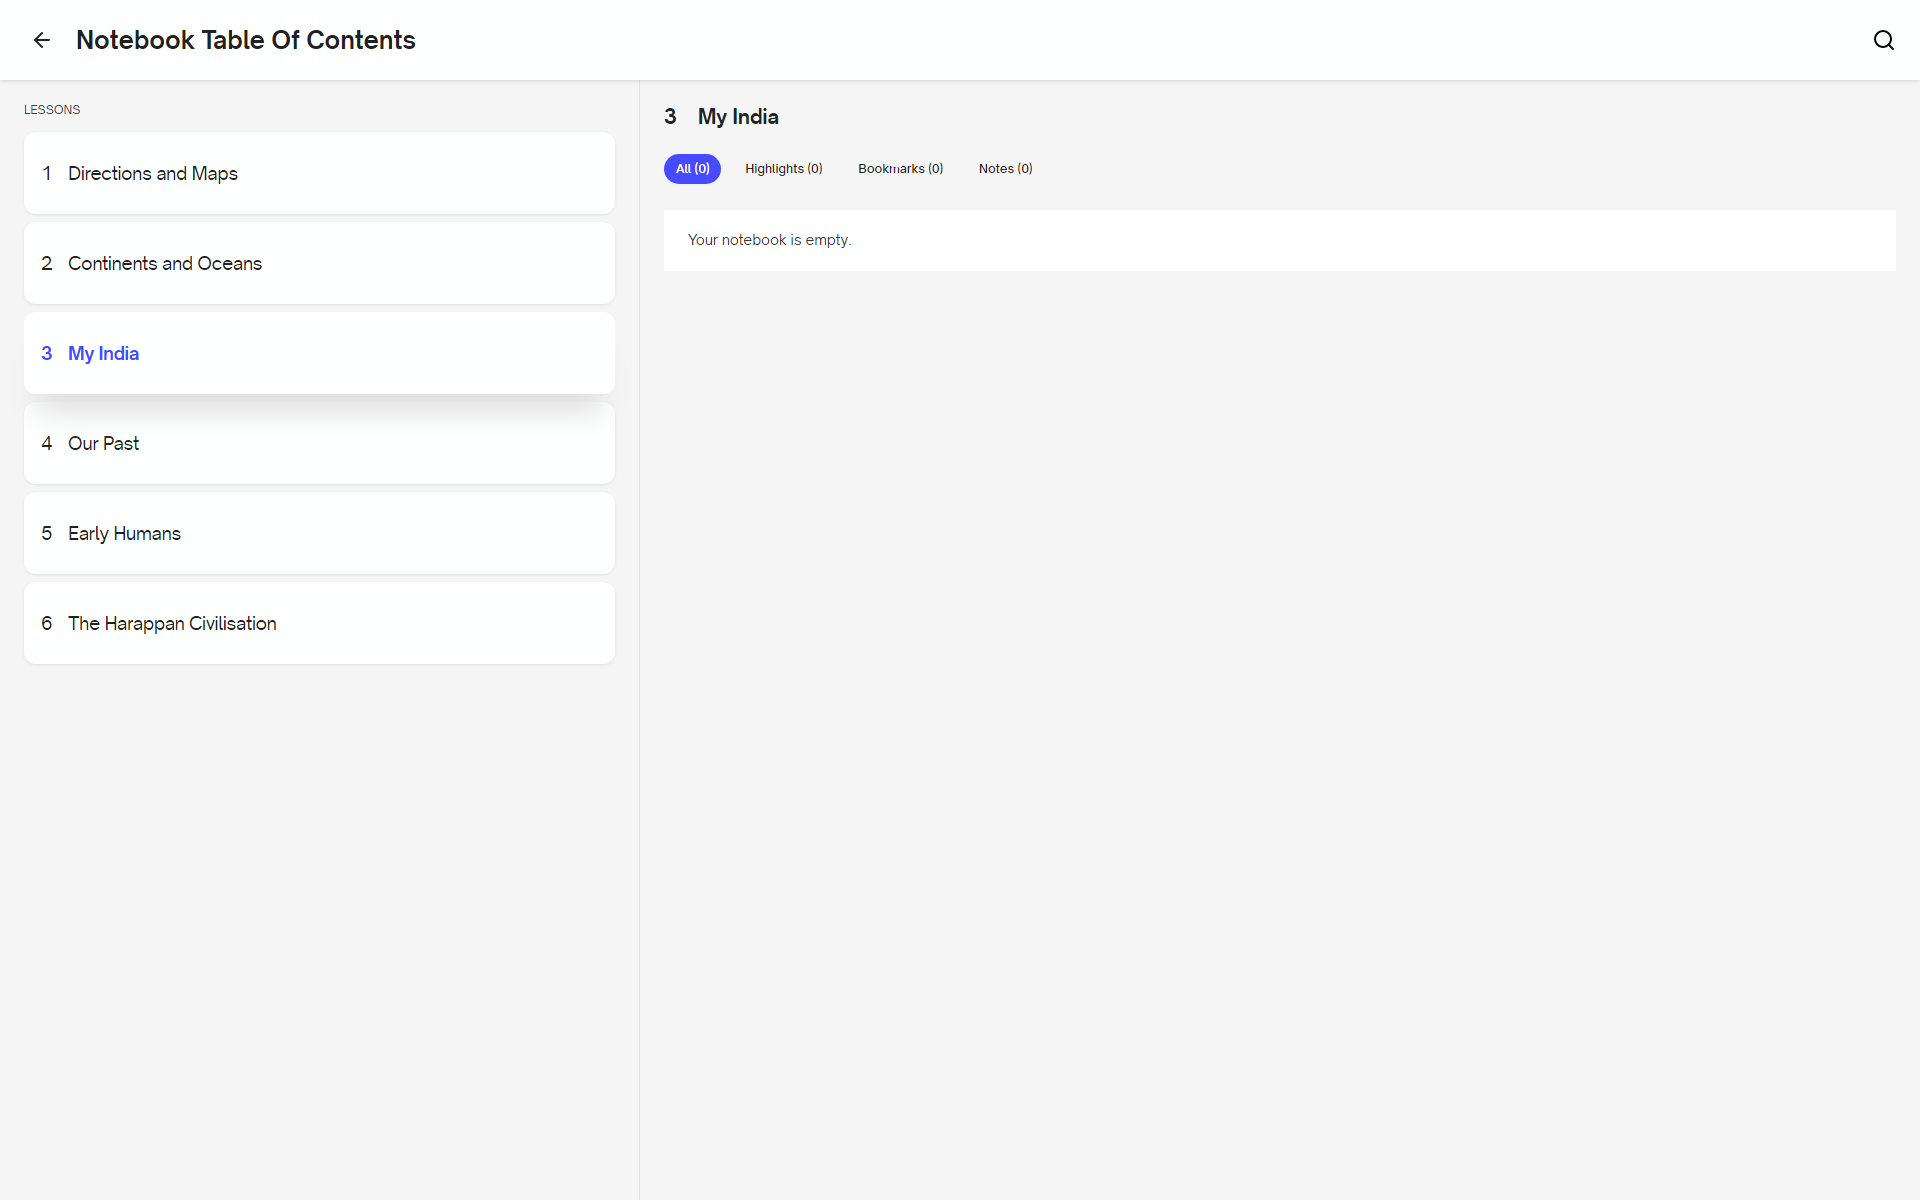 Notebook Table Of Contents
LESSONS
1 Directions and Maps
2 Continents and Oceans
3 My India
4 Our Past
5 Early Humans
6 The Harappan Civilisation
3 My India
All (0) Highlights (0) Bookmarks (0) Notes (0)
Your notebook is empty.